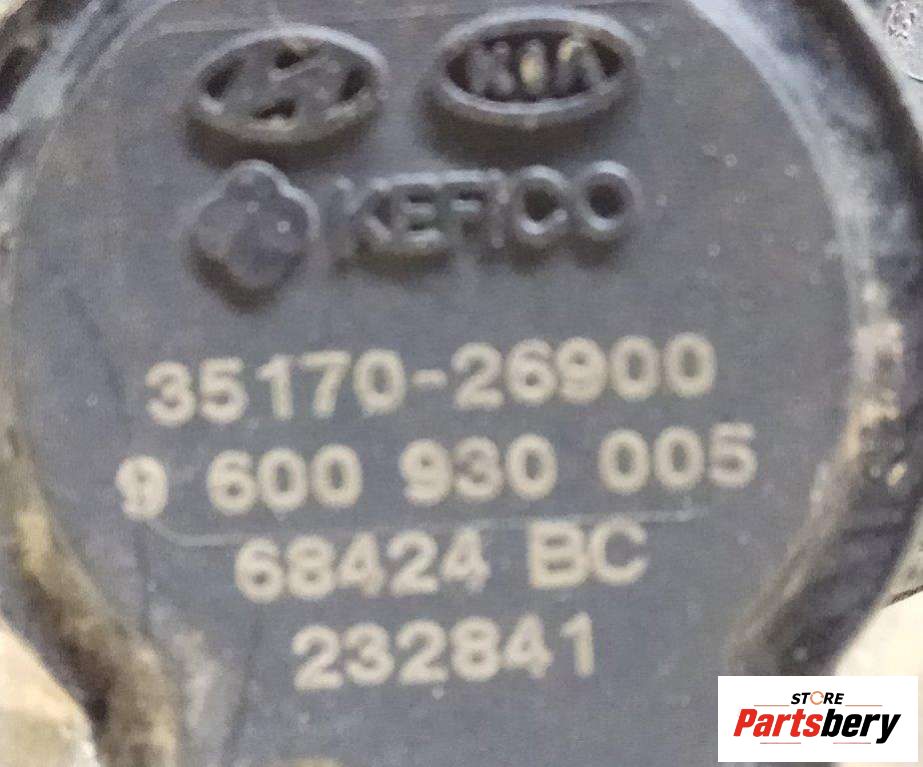 KIA
KEFICO
35170-26900
9 600 930 005
68424 BC
232841
STORE
Partsbery